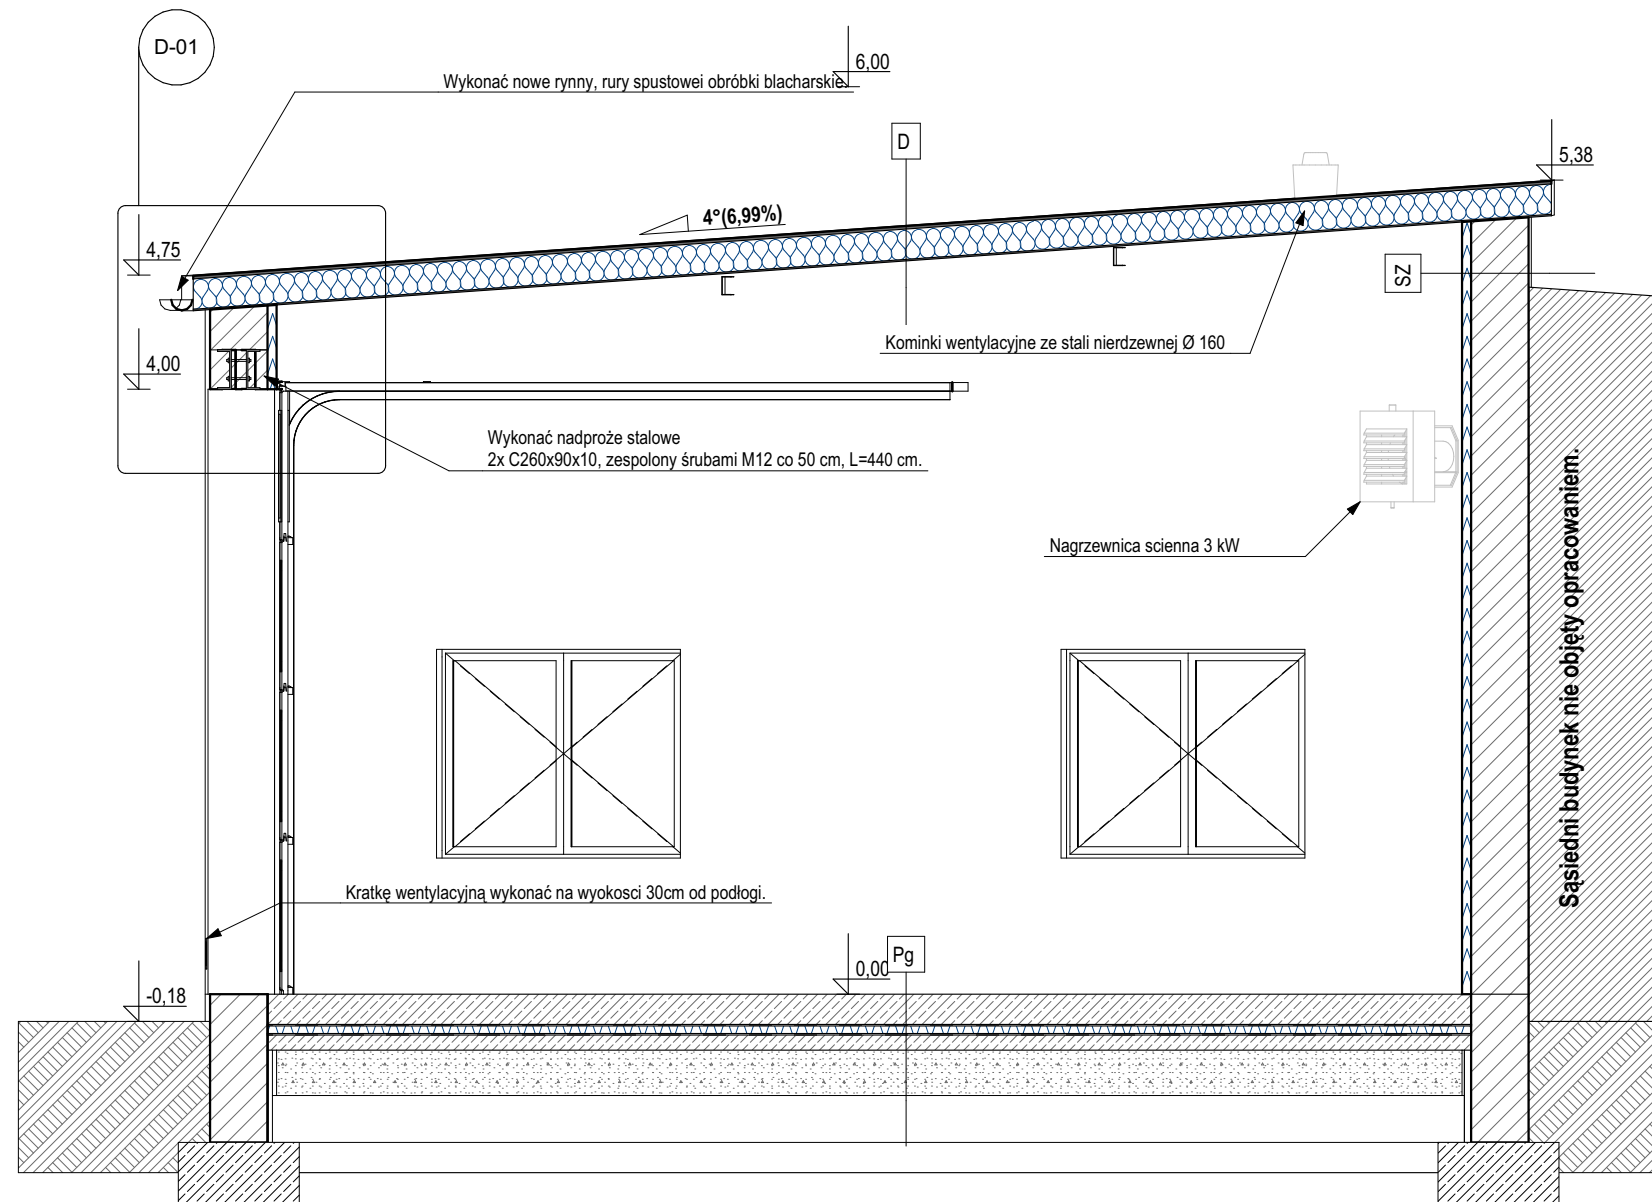 D-01
6,00
Wykonać nowe rynny, rury spustowei obróbki blacharskie.
D
5,38
4°(6,99%)
4,75
SZ
Kominki wentylacyjne ze stali nierdzewnej Ø 160
4,00
Wykonać nadproże stalowe
2x C260x90x10, zespolony śrubami M12 co 50 cm, L=440 cm.
Nagrzewnica scienna 3 kW
Sąsiedni budynek nie objęty opracowaniem.
Kratkę wentylacyjną wykonać na wyokosci 30cm od podłogi.
Pg
0,00
-0,18